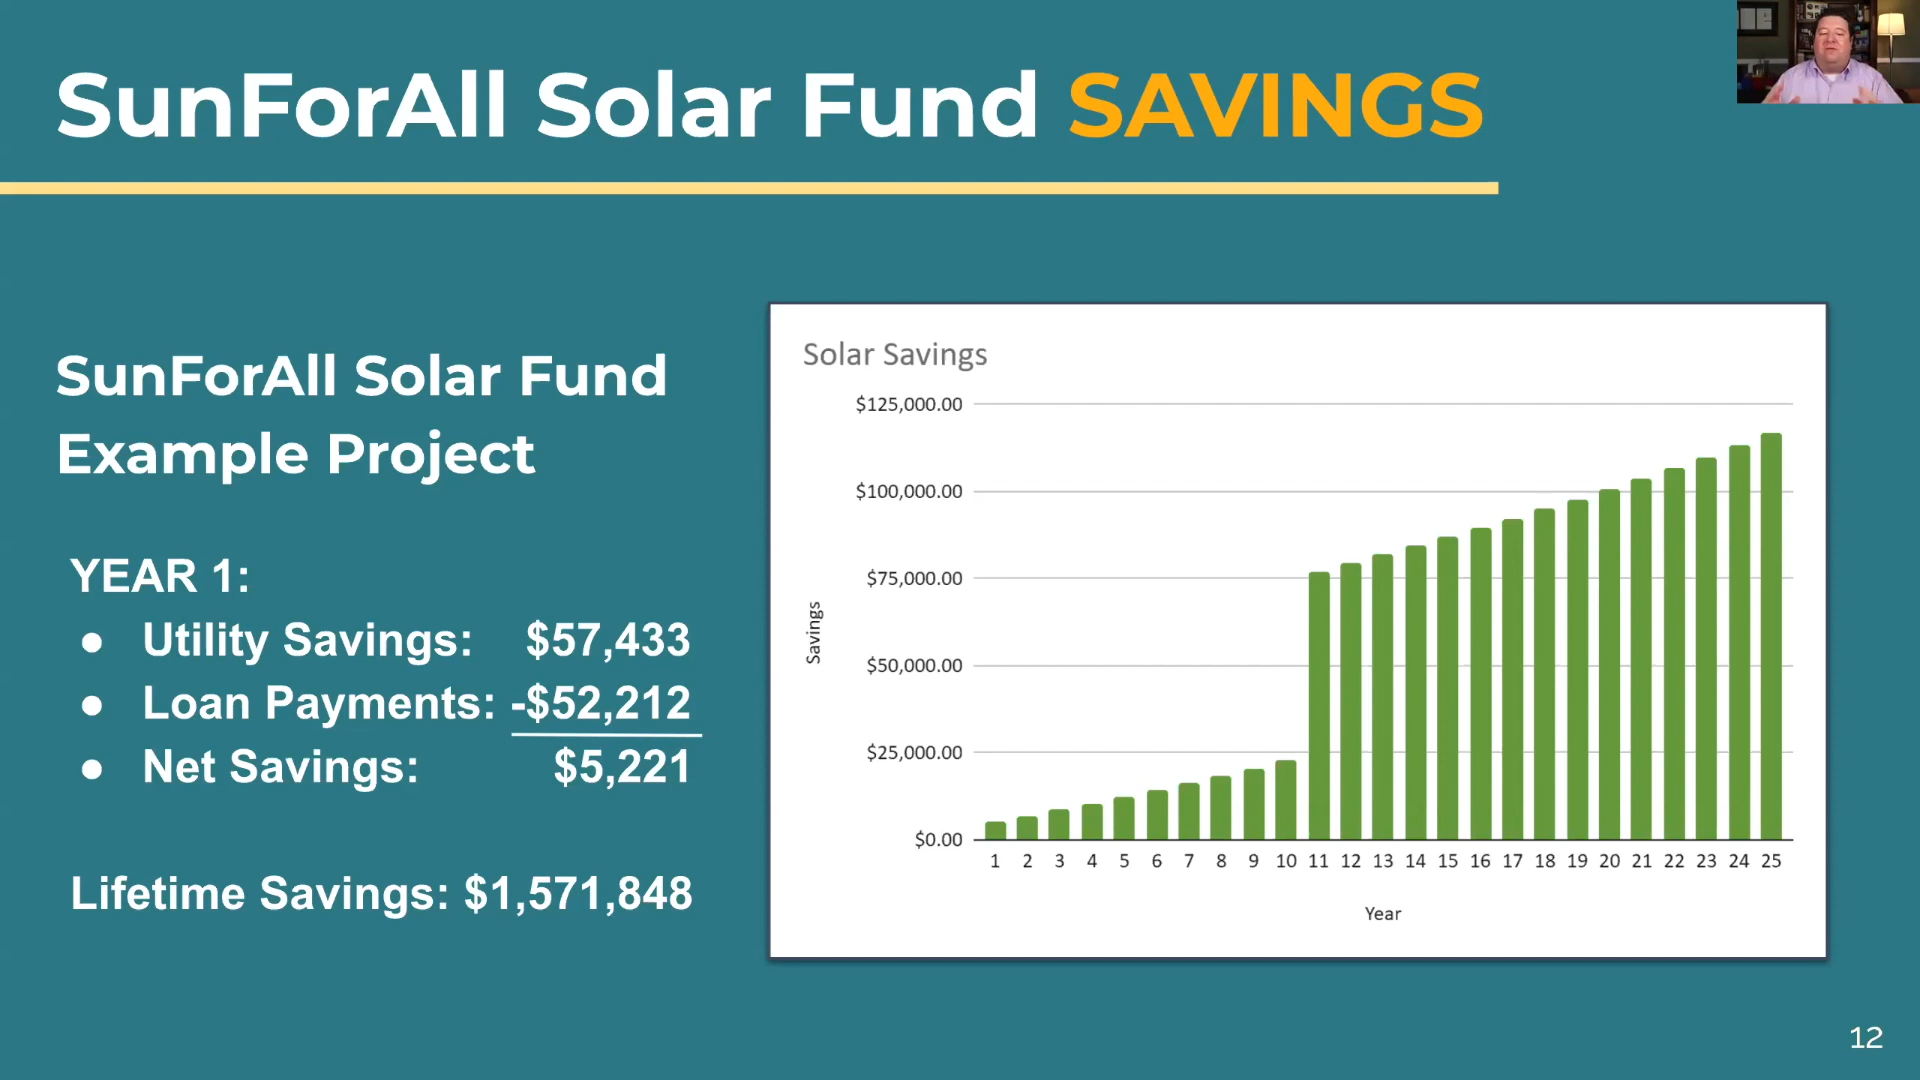 SunForAll Solar Fund SAVINGS
SunForAll Solar Fund
Example Project
YEAR 1:
● Utility Savings: $57,433
● Loan Payments: -$52,212
● Net Savings: $5,221
Lifetime Savings: $1,571,848
Solar Savings
$125,000.00
$100,000.00
$75,000.00
$50,000.00
$25,000.00
$0.00
Savings
1 2 3 4 5 6 7 8 9 10 11 12 13 14 15 16 17 18 19 20 21 22 23 24 25
Year
12